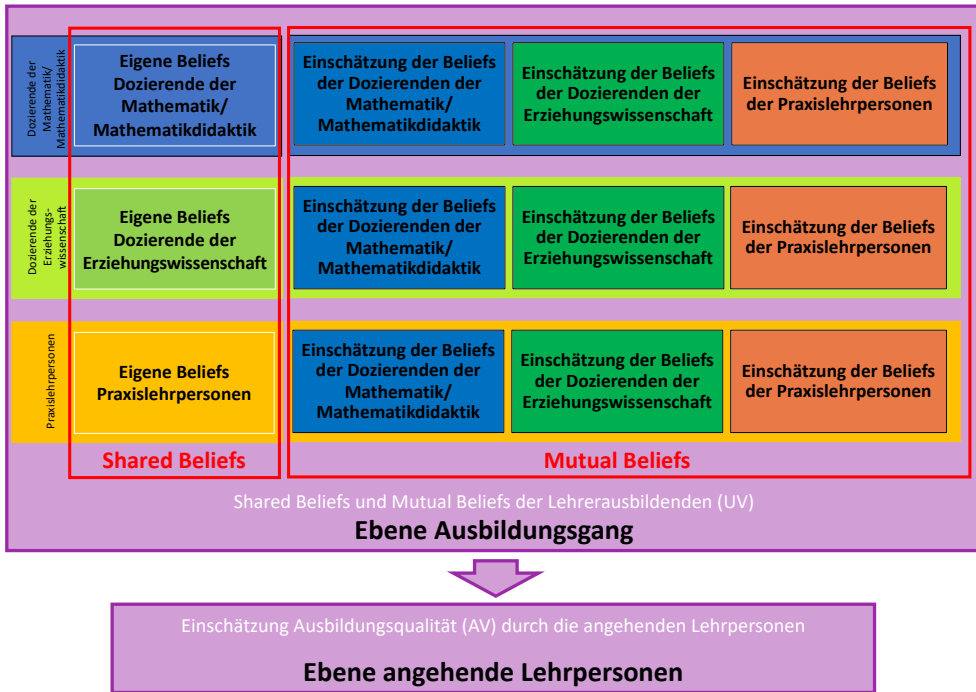 Dozierende der
Mathematik/
Mathematikdidaktik
Eigene Beliefs
Dozierende der
Mathematik/
Mathematikdidaktik
Einschätzung der Beliefs
der Dozierenden der
Mathematik/
Mathematikdidaktik
Einschätzung der Beliefs
der Dozierenden der
Erziehungswissenschaft
Einschätzung der Beliefs
der Praxislehrpersonen
Dozierende der
Erziehungs-
wissenschaft
Eigene Beliefs
Dozierende der
Erziehungswissenschaft
Einschätzung der Beliefs
der Dozierenden der
Mathematik/
Mathematikdidaktik
Einschätzung der Beliefs
der Dozierenden der
Erziehungswissenschaft
Einschätzung der Beliefs
der Praxislehrpersonen
Praxislehrpersonen
Eigene Beliefs
Praxislehrpersonen
Einschätzung der Beliefs
der Dozierenden der
Mathematik/
Mathematikdidaktik
Einschätzung der Beliefs
der Dozierenden der
Erziehungswissenschaft
Einschätzung der Beliefs
der Praxislehrpersonen
Shared Beliefs
Mutual Beliefs
Shared Beliefs und Mutual Beliefs der Lehrerausbildenden (UV)
Ebene Ausbildungsgang
Einschätzung Ausbildungsqualität (AV) durch die angehenden Lehrpersonen
Ebene angehende Lehrpersonen